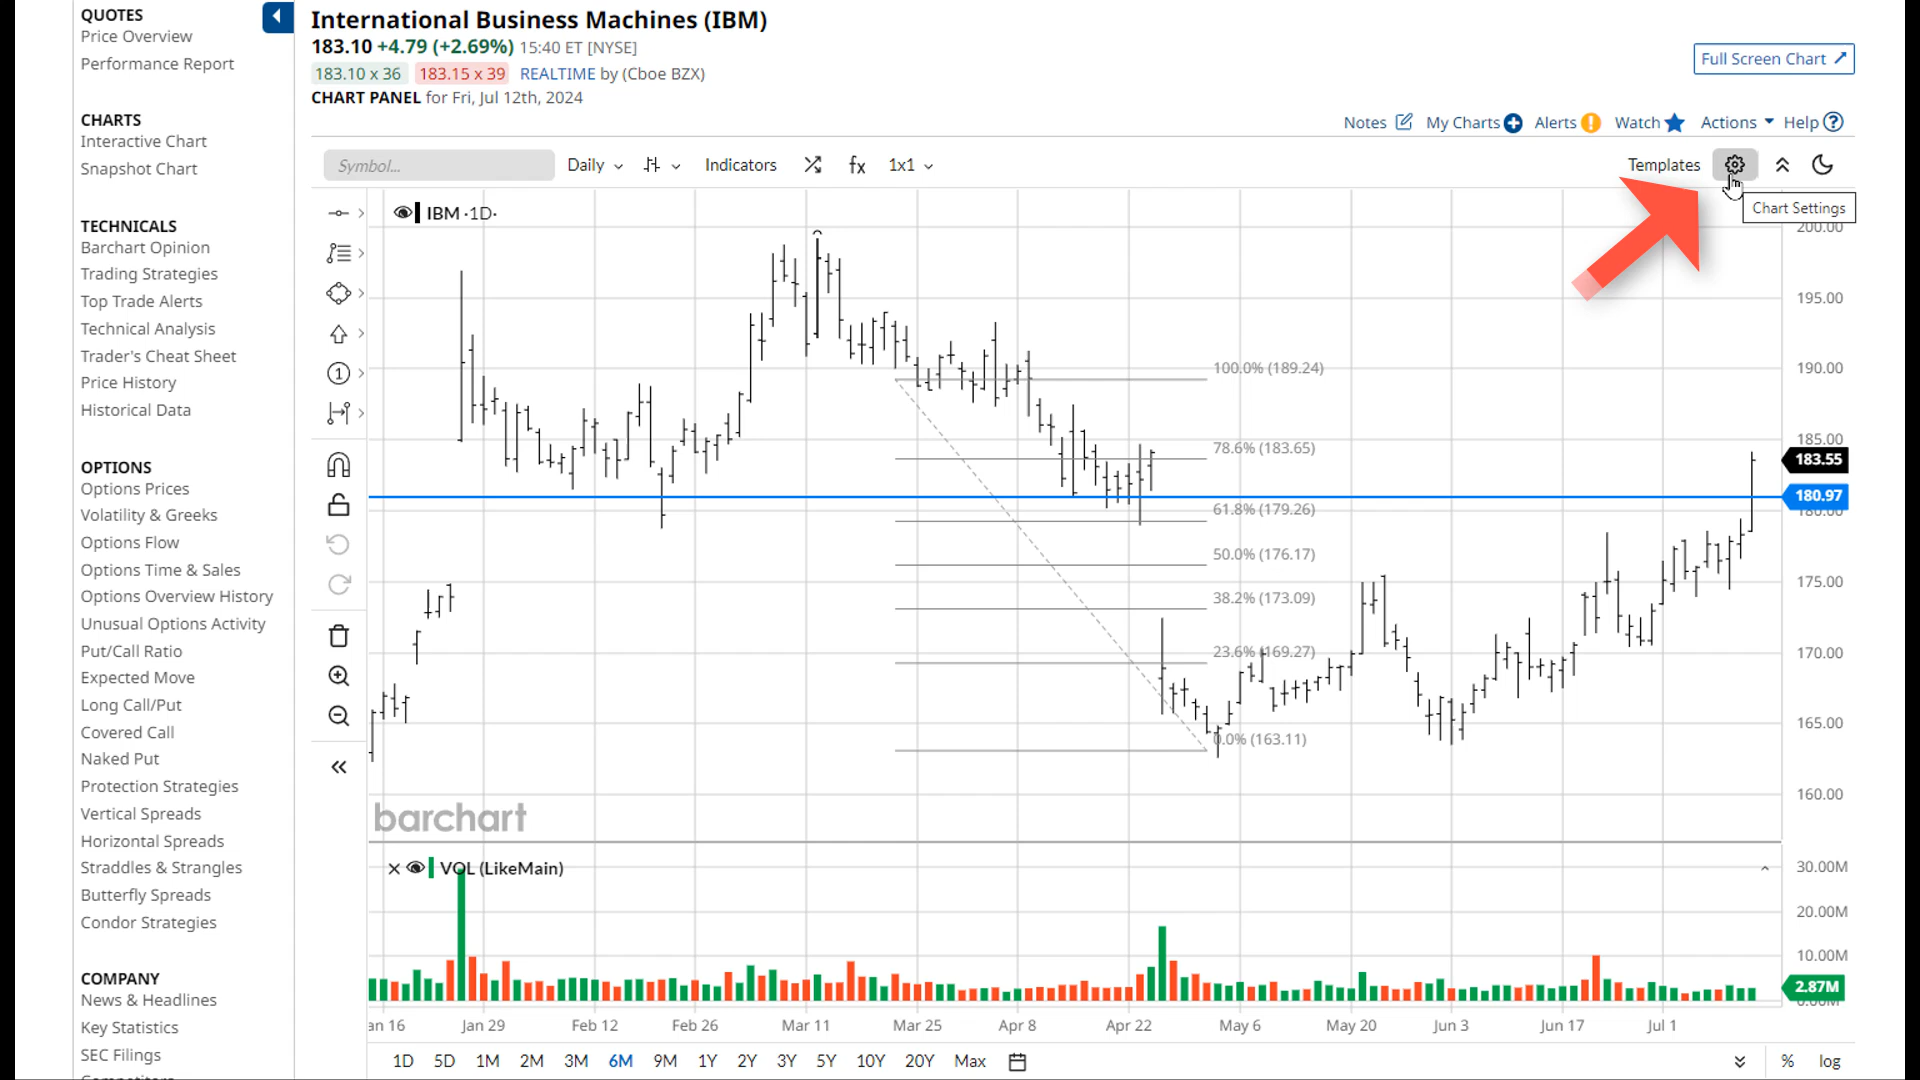 QUOTES
Price Overview
Performance Report
CHARTS
Interactive Chart
Snapshot Chart
TECHNICALS
Barchart Opinion
Trading Strategies
Top Trade Alerts
Technical Analysis
Trader's Cheat Sheet
Price History
Historical Data
OPTIONS
Options Prices
Volatility & Greeks
Options Flow
Options Time & Sales
Options Overview History
Unusual Options Activity
Put/Call Ratio
Expected Move
Long Call/Put
Covered Call
Naked Put
Protection Strategies
Vertical Spreads
Horizontal Spreads
Straddles & Strangles
Butterfly Spreads
Condor Strategies
COMPANY
News & Headlines
Key Statistics
SEC Filings
International Business Machines (IBM)
183.10 +4.79 (+2.69%) 15:40 ET [NYSE]
183.10 x 36 183.15 x 39 REALTIME by (Cboe BZX)
CHART PANEL for Fri, Jul 12th, 2024
Full Screen Chart
Notes My Charts Alerts Watch Actions Help
Symbol... Daily Indicators fx 1x1 Templates
Chart Settings
IBM ·1D·
200.00
195.00
190.00
185.00
183.55
180.97
180.00
175.00
170.00
165.00
160.00
100.0% (189.24)
78.6% (183.65)
61.8% (179.26)
50.0% (176.17)
38.2% (173.09)
23.6% (169.27)
0.0% (163.11)
barchart
VOL (LikeMain)
30.00M
20.00M
10.00M
2.87M
an 16 Jan 29 Feb 12 Feb 26 Mar 11 Mar 25 Apr 8 Apr 22 May 6 May 20 Jun 3 Jun 17 Jul 1
1D 5D 1M 2M 3M 6M 9M 1Y 2Y 3Y 5Y 10Y 20Y Max % log